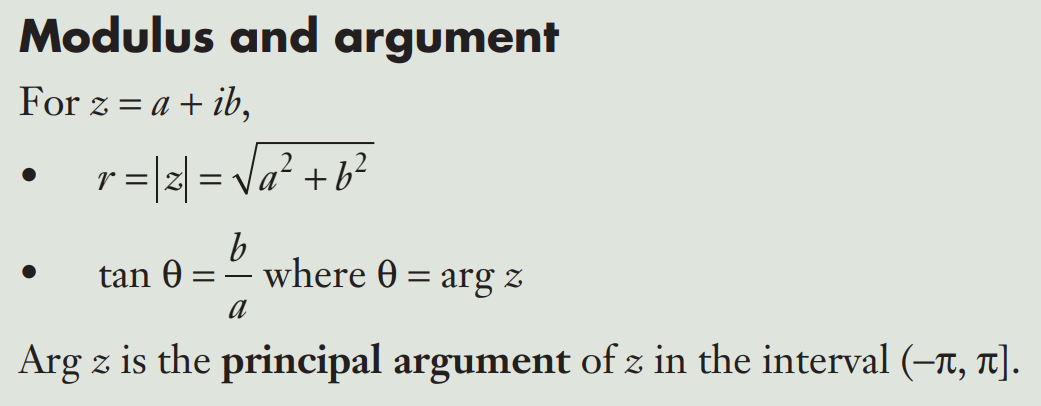 Modulus and argument
For z = a + ib,
• r = |z| = √(a² + b²)
• tan θ = b/a where θ = arg z
Arg z is the principal argument of z in the interval (–π, π].